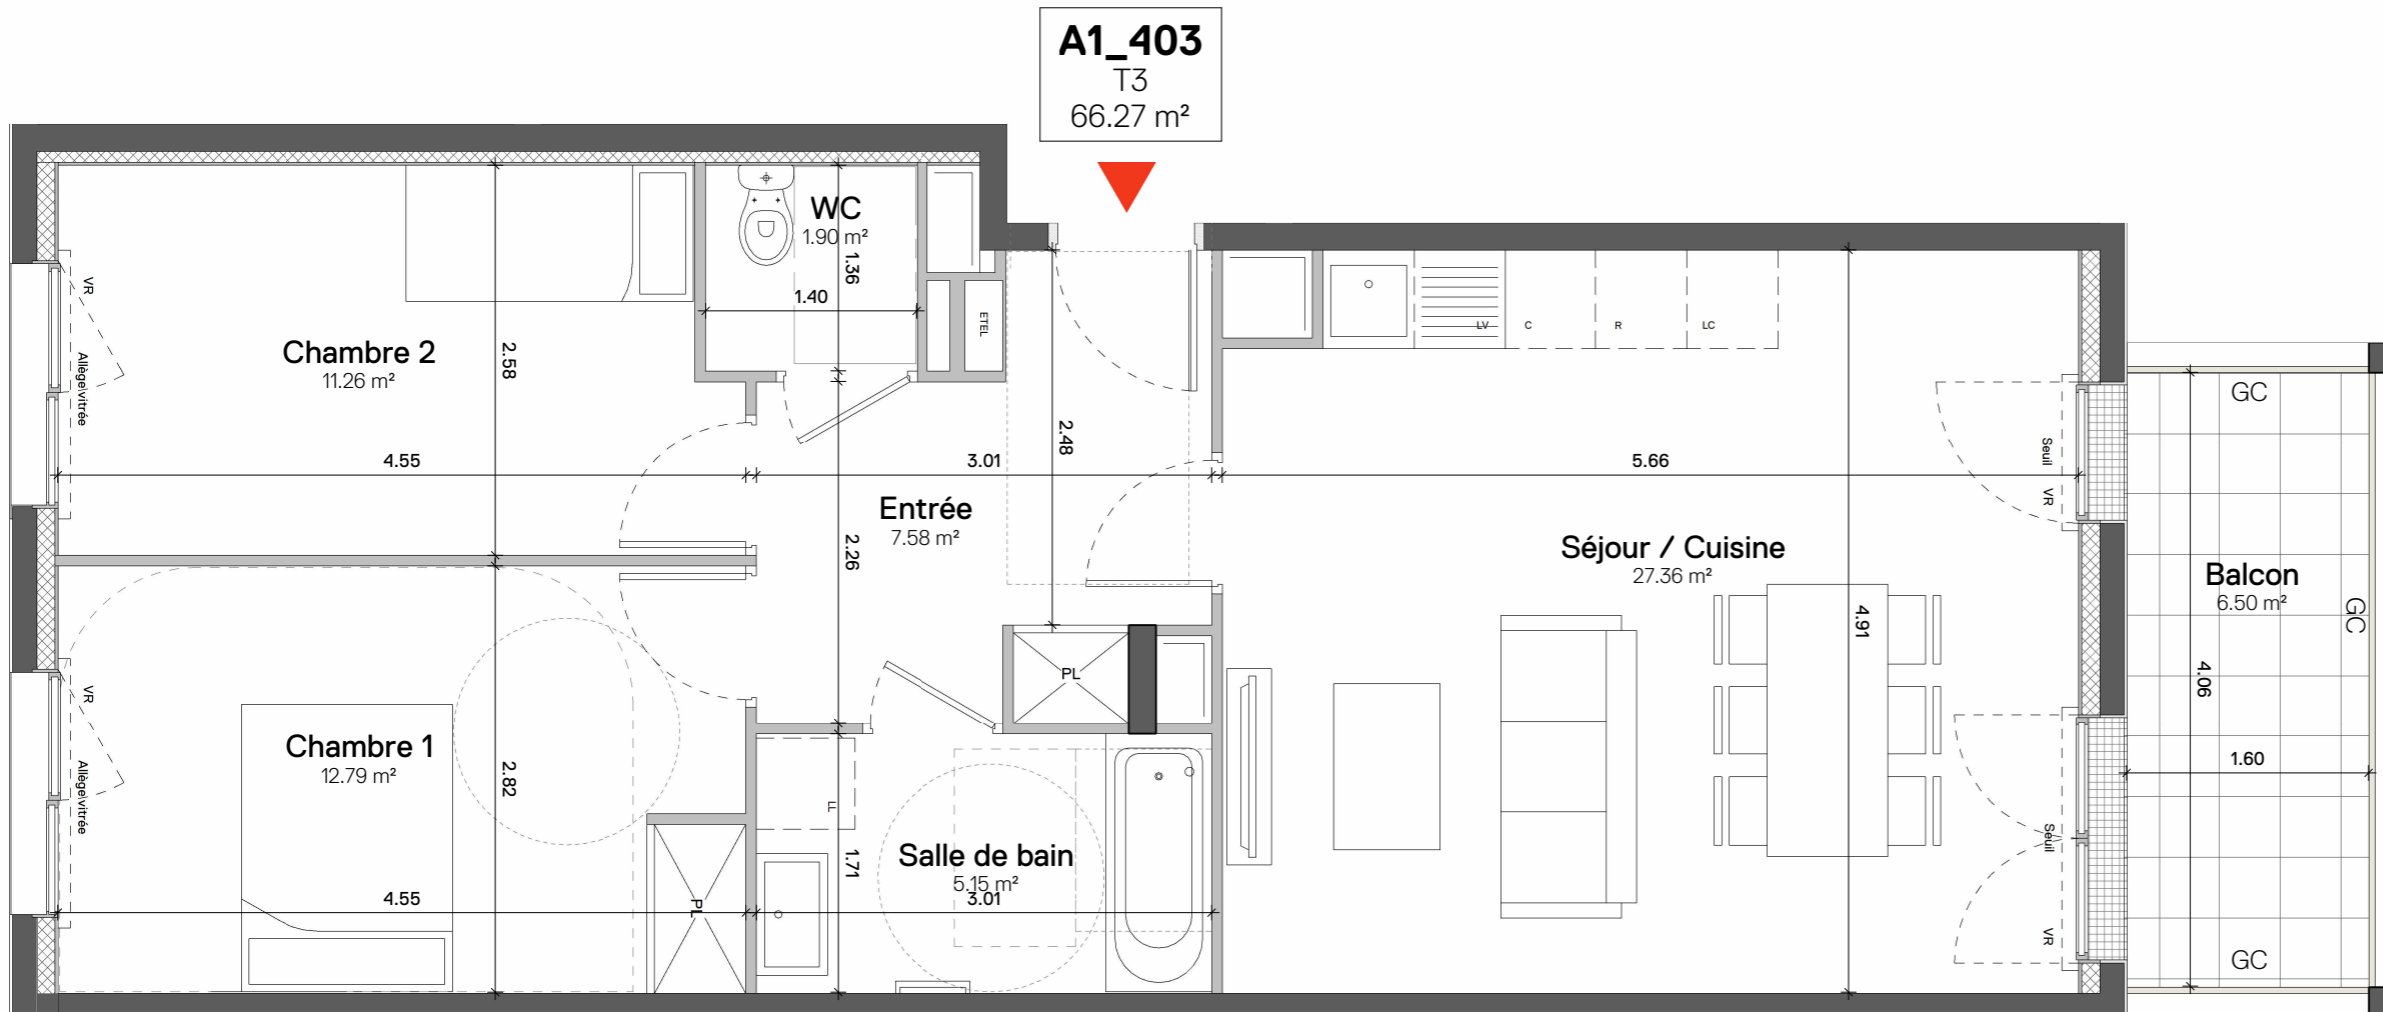 A1_403
T3
66.27 m²
WC
1.90 m²
1.36
1.40
ETEL
VR
Allège vitrée
Chambre 2
11.26 m²
2.58
LV
C
R
LC
GC
2.48
4.55
3.01
5.66
Seuil
VR
Entrée
7.58 m²
2.26
Séjour / Cuisine
27.36 m²
4.91
Balcon
6.50 m²
GC
4.06
PL
VR
Allège vitrée
Chambre 1
12.79 m²
2.82
1.60
LL
1.71
Salle de bain
5.15 m²
3.01
4.55
PL
Seuil
VR
GC